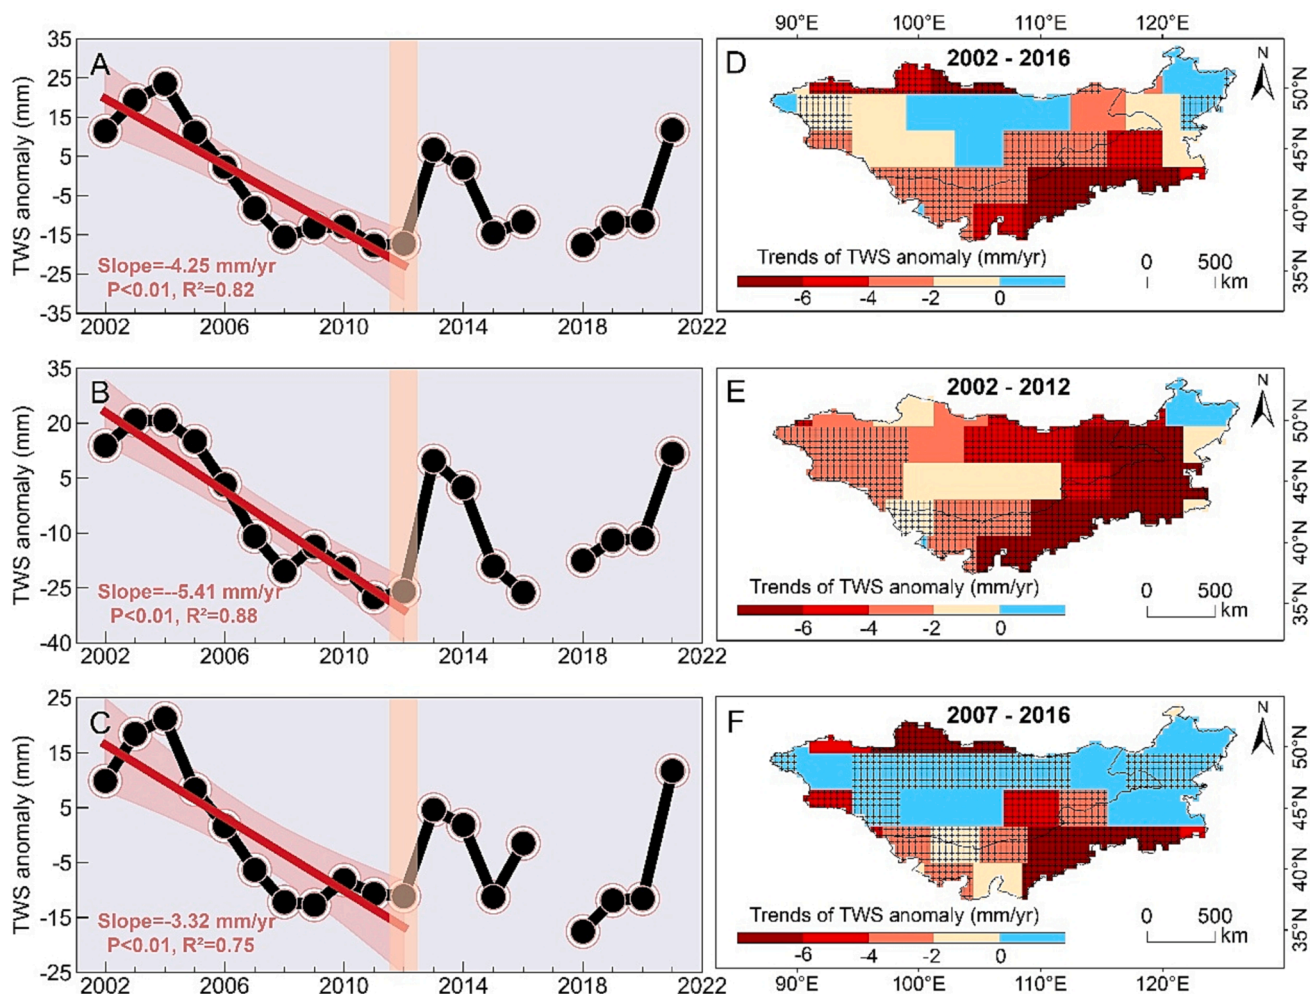 A
TWS anomaly (mm)
35
25
15
5
-5
-15
-25
-35
Slope=-4.25 mm/yr
P<0.01, R²=0.82
2002 2006 2010 2014 2018 2022
90°E 100°E 110°E 120°E
D
2002 - 2016
N
50°N
45°N
40°N
35°N
Trends of TWS anomaly (mm/yr)
-6 -4 -2 0
0 500
km
B
TWS anomaly (mm)
35
20
5
-10
-25
-40
Slope=--5.41 mm/yr
P<0.01, R²=0.88
2002 2006 2010 2014 2018 2022
E
2002 - 2012
N
50°N
45°N
40°N
35°N
Trends of TWS anomaly (mm/yr)
-6 -4 -2 0
0 500
km
C
TWS anomaly (mm)
25
15
5
-5
-15
-25
Slope=-3.32 mm/yr
P<0.01, R²=0.75
2002 2006 2010 2014 2018 2022
F
2007 - 2016
N
50°N
45°N
40°N
35°N
Trends of TWS anomaly (mm/yr)
-6 -4 -2 0
0 500
km
90°E 100°E 110°E 120°E